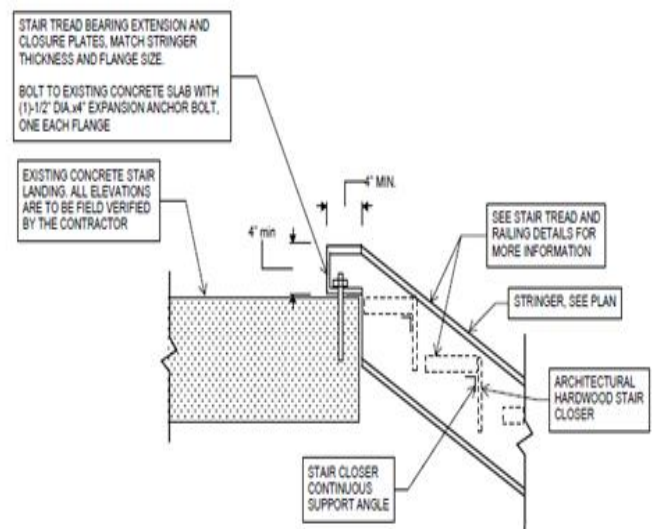 STAIR TREAD BEARING EXTENSION AND
CLOSURE PLATES, MATCH STRINGER
THICKNESS AND FLANGE SIZE.
BOLT TO EXISTING CONCRETE SLAB WITH
(1)-1/2" DIA.x4" EXPANSION ANCHOR BOLT,
ONE EACH FLANGE
EXISTING CONCRETE STAIR
LANDING. ALL ELEVATIONS
ARE TO BE FIELD VERIFIED
BY THE CONTRACTOR
4" MIN.
4" min
SEE STAIR TREAD AND
RAILING DETAILS FOR
MORE INFORMATION
STRINGER, SEE PLAN
ARCHITECTURAL
HARDWOOD STAIR
CLOSER
STAIR CLOSER
CONTINUOUS
SUPPORT ANGLE